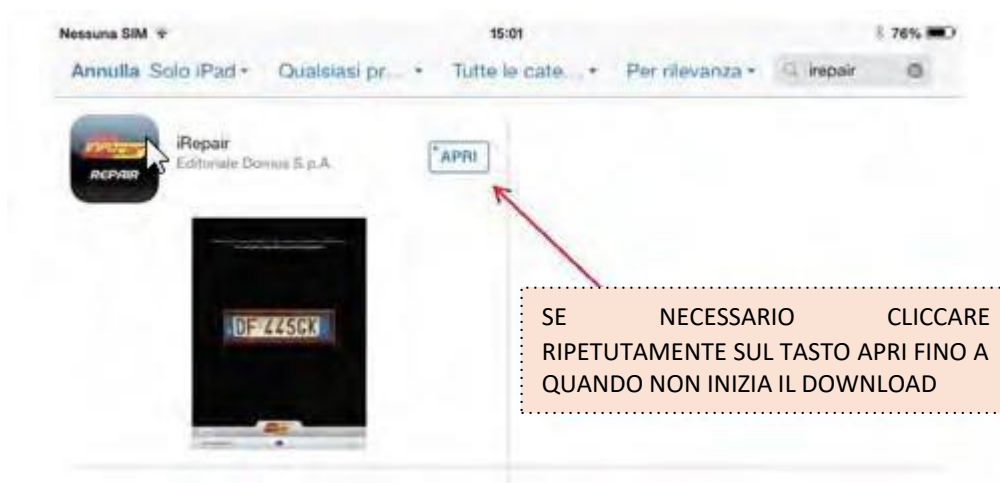 Nessuna SIM 15:01 76%
Annulla Solo iPad Qualsiasi pr... Tutte le cate... Per rilevanza irepair
iRepair
Editoriale Domus S.p.A.
APRI
REPAIR
DF 445GK
SE NECESSARIO CLICCARE
RIPETUTAMENTE SUL TASTO APRI FINO A
QUANDO NON INIZIA IL DOWNLOAD